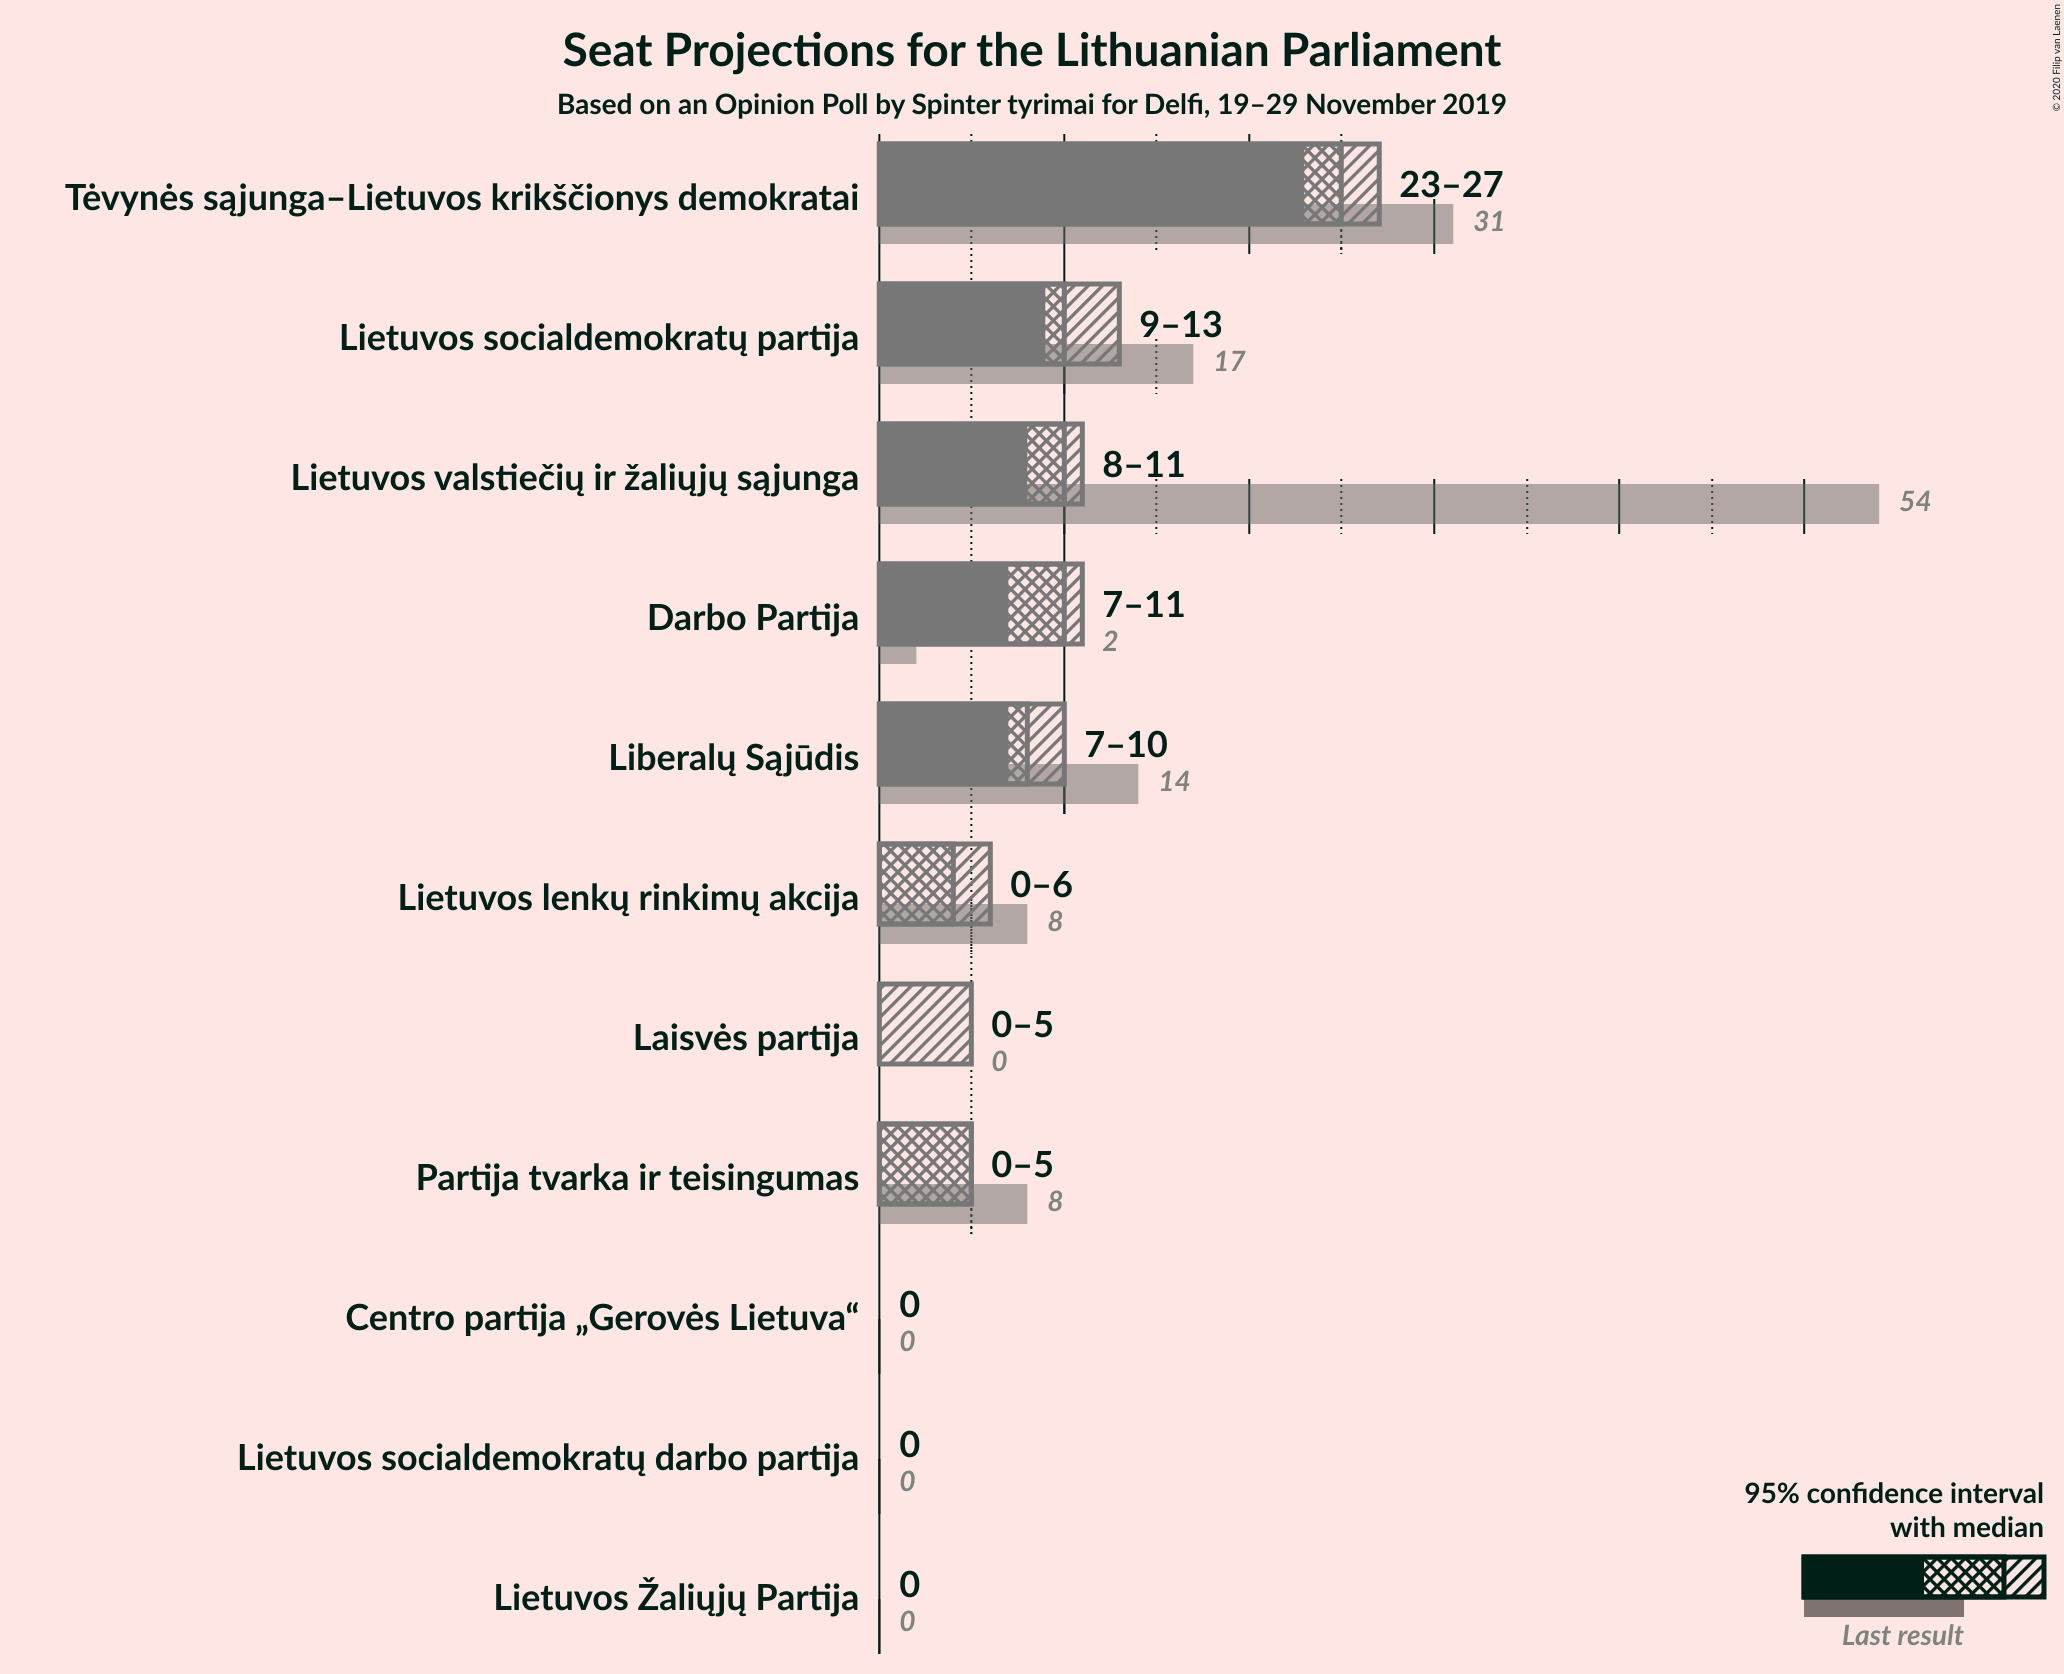 Seat Projections for the Lithuanian Parliament
Based on an Opinion Poll by Spinter tyrimai for Delfi, 19–29 November 2019
© 2020 Filip van Laenen
Tėvynės sąjunga–Lietuvos krikščionys demokratai
23–27
31
Lietuvos socialdemokratų partija
9–13
17
Lietuvos valstiečių ir žaliųjų sąjunga
8–11
54
Darbo Partija
7–11
2
Liberalų Sąjūdis
7–10
14
Lietuvos lenkų rinkimų akcija
0–6
8
Laisvės partija
0–5
0
Partija tvarka ir teisingumas
0–5
8
Centro partija „Gerovės Lietuva“
0
0
Lietuvos socialdemokratų darbo partija
0
0
Lietuvos Žaliųjų Partija
0
0
95% confidence interval
with median
Last result